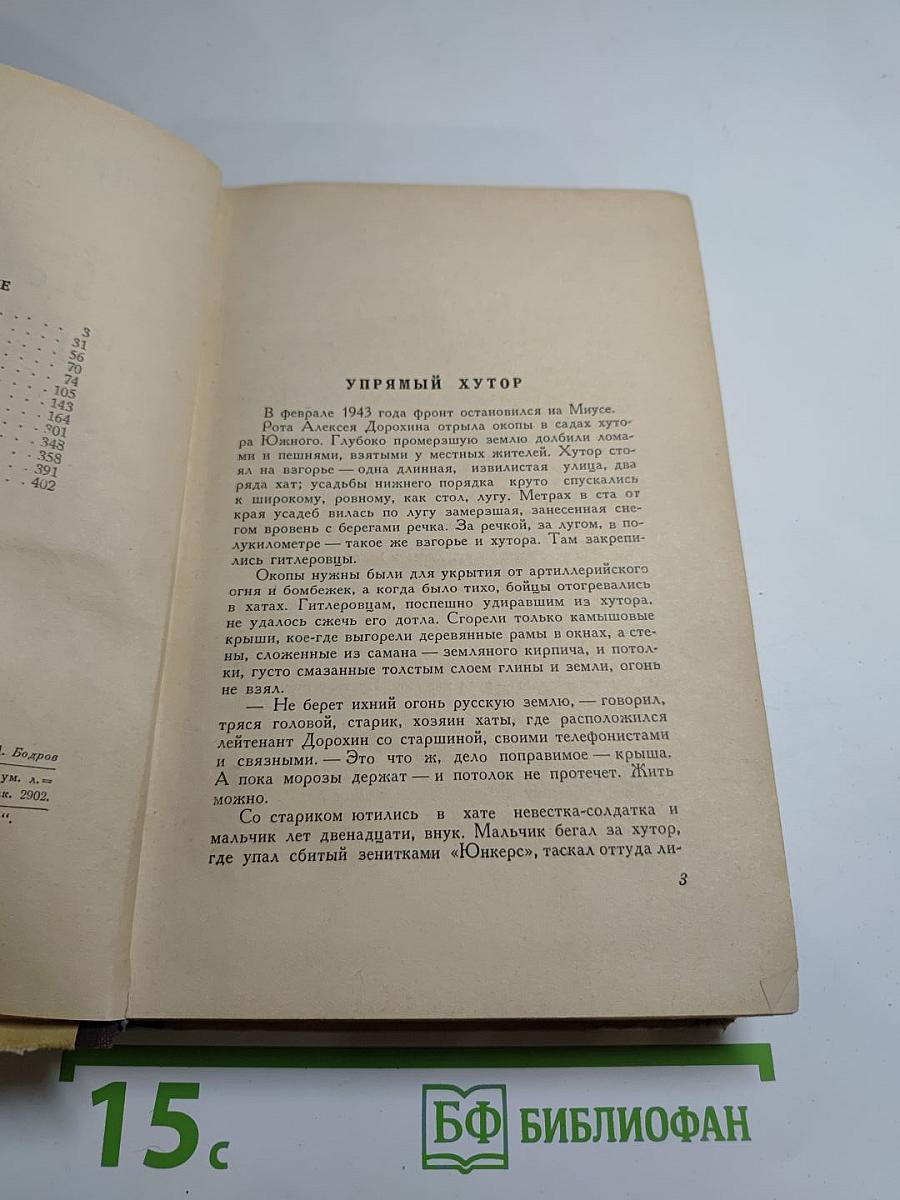 3
31
56
70
74
105
143
164
301
348
358
391
402
Бодров
ум. л.=
к. 2902.
УПРЯМЫЙ ХУТОР
В феврале 1943 года фронт остановился на Миусе.
Рота Алексея Дорохина отрыла окопы в садах хуто-
ра Южного. Глубоко промерзшую землю долбили лома-
ми и пешнями, взятыми у местных жителей. Хутор сто-
ял на взгорье — одна длинная, извилистая улица, два
ряда хат; усадьбы нижнего порядка круто спускались
к широкому, ровному, как стол, лугу. Метрах в ста от
края усадеб вилась по лугу замерзшая, занесенная сне-
гом вровень с берегами речка. За речкой, за лугом, в по-
лукилометре — такое же взгорье и хутора. Там закрепи-
лись гитлеровцы.
Окопы нужны были для укрытия от артиллерийского
огня и бомбежек, а когда было тихо, бойцы отогревались
в хатах. Гитлеровцам, поспешно удиравшим из хутора,
не удалось сжечь его дотла. Сгорели только камышовые
крыши, кое-где выгорели деревянные рамы в окнах, а сте-
ны, сложенные из самана — земляного кирпича, и потол-
ки, густо смазанные толстым слоем глины и земли, огонь
не взял.
— Не берет ихний огонь русскую землю, — говорил,
тряся головой, старик, хозяин хаты, где расположился
лейтенант Дорохин со старшиной, своими телефонистами
и связными. — Это что ж, дело поправимое — крыша.
А пока морозы держат — и потолок не протечет. Жить
можно.
Со стариком ютились в хате невестка-солдатка и
мальчик лет двенадцати, внук. Мальчик бегал за хутор,
где упал сбитый зенитками «Юнкерс», таскал оттуда ли-
3
15 с
БФ БИБЛИОФАН